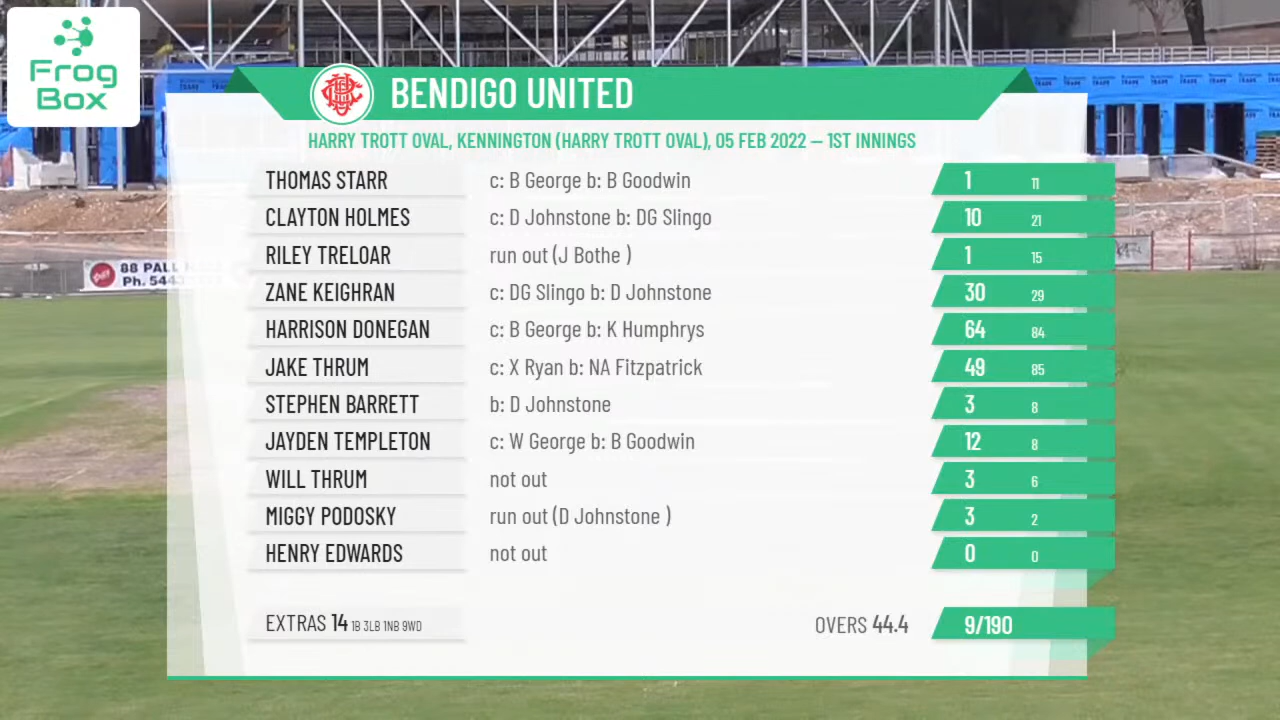 Frog
Box
BENDIGO UNITED
HARRY TROTT OVAL, KENNINGTON (HARRY TROTT OVAL), 05 FEB 2022 – 1ST INNINGS
THOMAS STARR c: B George b: B Goodwin 1 11
CLAYTON HOLMES c: D Johnstone b: DG Slingo 10 21
RILEY TRELOAR run out (J Bothe ) 1 15
ZANE KEIGHRAN c: DG Slingo b: D Johnstone 30 29
HARRISON DONEGAN c: B George b: K Humphrys 64 84
JAKE THRUM c: X Ryan b: NA Fitzpatrick 49 85
STEPHEN BARRETT b: D Johnstone 3 8
JAYDEN TEMPLETON c: W George b: B Goodwin 12 8
WILL THRUM not out 3 6
MIGGY PODOSKY run out (D Johnstone ) 3 2
HENRY EDWARDS not out 0 0
EXTRAS 14 1B 3LB 1NB 9WD OVERS 44.4 9/190
88 PALL
Ph. 544